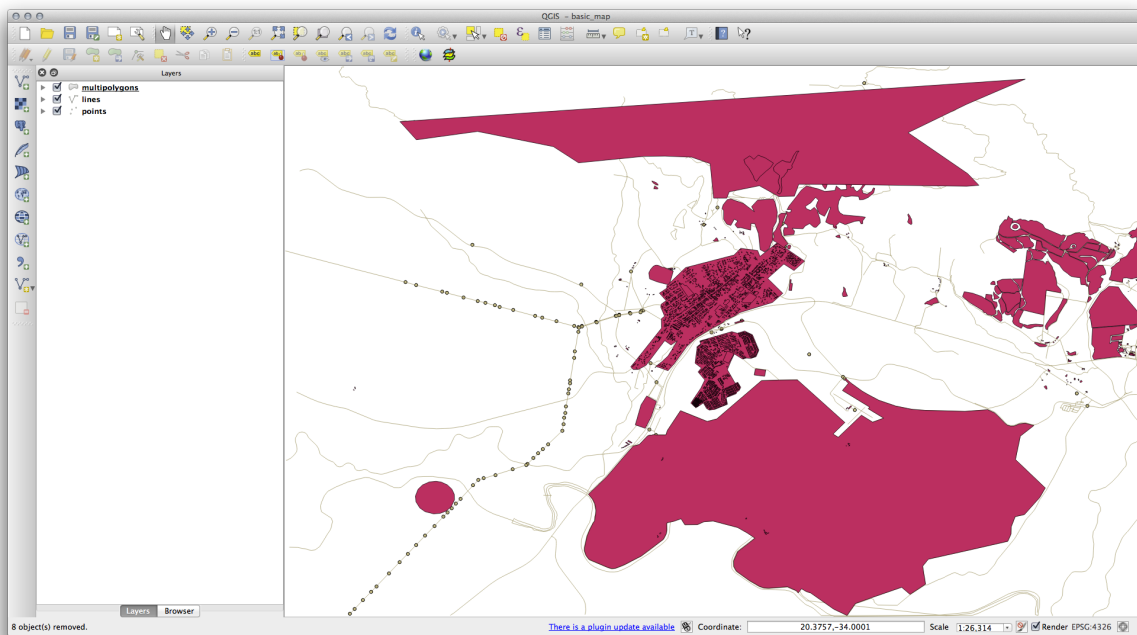 QGIS - basic_map
Layers
multipolygons
lines
points
Layers Browser
8 object(s) removed.
There is a plugin update available
Coordinate:
20.3757,-34.0001
Scale
1:26,314
Render
EPSG:4326